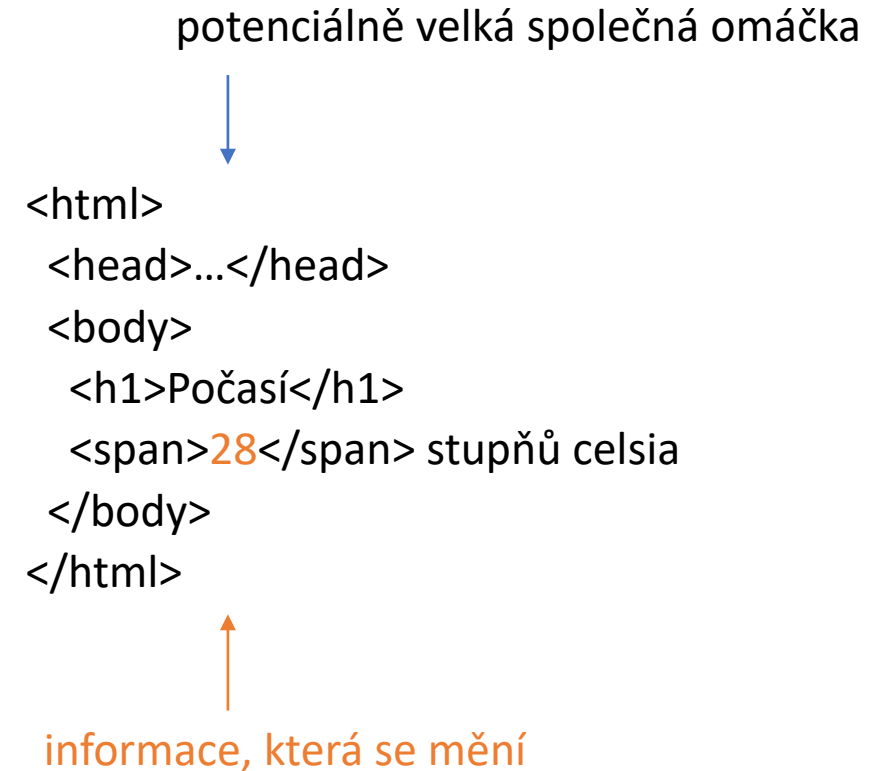 potenciálně velká společná omáčka
<html>
<head>…</head>
<body>
<h1>Počasí</h1>
<span>28</span> stupňů celsia
</body>
</html>
informace, která se mění